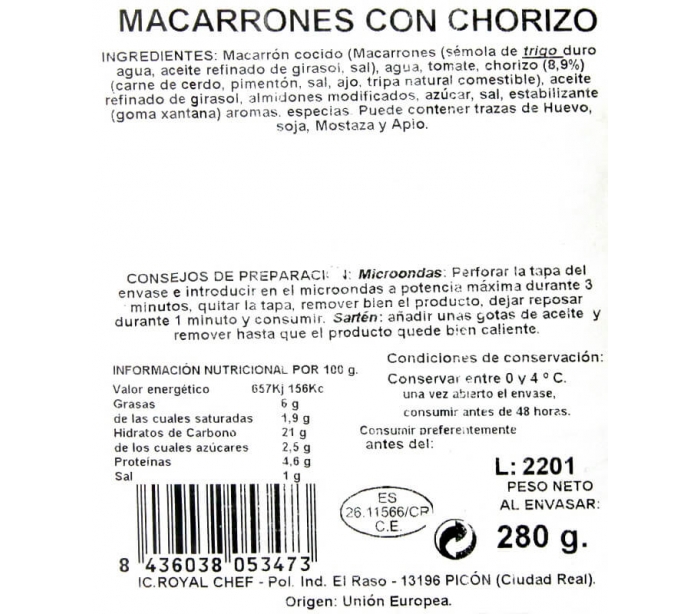 MACARRONES CON CHORIZO
INGREDIENTES: Macarrón cocido (Macarrones (sémola de trigo duro
agua, aceite refinado de girasol, sal), agua, tomate, chorizo (8,9%)
(carne de cerdo, pimentón, sal, ajo, tripa natural comestible), aceite
refinado de girasol, almidones modificados, azúcar, sal, estabilizante
(goma xantana) aromas, especias. Puede contener trazas de Huevo,
soja, Mostaza y Apio.
CONSEJOS DE PREPARACI N: Microondas: Perforar la tapa del
envase e introducir en el microondas a potencia máxima durante 3
minutos, quitar la tapa, remover bien el producto, dejar reposar
durante 1 minuto y consumir. Sartén: añadir unas gotas de aceite y
remover hasta que el producto quede bien caliente.
INFORMACIÓN NUTRICIONAL POR 100 g.
Valor energético 657Kj 156Kc
Grasas 6 g
de las cuales saturadas 1,9 g
Hidratos de Carbono 21 g
de los cuales azúcares 2,5 g
Proteínas 4,6 g
Sal 1 g
Condiciones de conservación:
Conservar entre 0 y 4 º C.
una vez abierto el envase,
consumir antes de 48 horas.
Consumir preferentemente
antes del:
L: 2201
PESO NETO
AL ENVASAR:
280 g.
ES
26.11566/CR
C.E.
8 436038 053473
IC.ROYAL CHEF - Pol. Ind. El Raso - 13196 PICÓN (Ciudad Real).
Origen: Unión Europea.